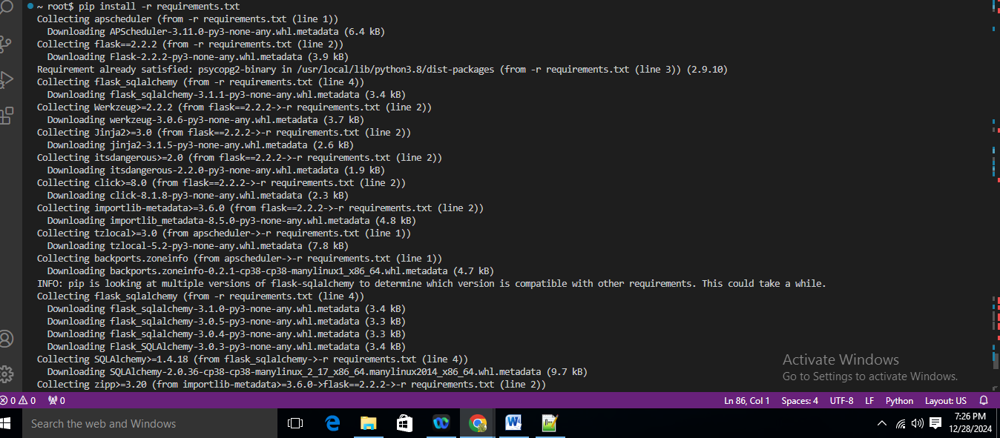 ~ root$ pip install -r requirements.txt
Collecting apscheduler (from -r requirements.txt (line 1))
Downloading APScheduler-3.11.0-py3-none-any.whl.metadata (6.4 kB)
Collecting flask==2.2.2 (from -r requirements.txt (line 2))
Downloading Flask-2.2.2-py3-none-any.whl.metadata (3.9 kB)
Requirement already satisfied: psycopg2-binary in /usr/local/lib/python3.8/dist-packages (from -r requirements.txt (line 3)) (2.9.10)
Collecting flask_sqlalchemy (from -r requirements.txt (line 4))
Downloading flask_sqlalchemy-3.1.1-py3-none-any.whl.metadata (3.4 kB)
Collecting Werkzeug>=2.2.2 (from flask==2.2.2->-r requirements.txt (line 2))
Downloading werkzeug-3.0.6-py3-none-any.whl.metadata (3.7 kB)
Collecting Jinja2>=3.0 (from flask==2.2.2->-r requirements.txt (line 2))
Downloading jinja2-3.1.5-py3-none-any.whl.metadata (2.6 kB)
Collecting itsdangerous>=2.0 (from flask==2.2.2->-r requirements.txt (line 2))
Downloading itsdangerous-2.2.0-py3-none-any.whl.metadata (1.9 kB)
Collecting click>=8.0 (from flask==2.2.2->-r requirements.txt (line 2))
Downloading click-8.1.8-py3-none-any.whl.metadata (2.3 kB)
Collecting importlib-metadata>=3.6.0 (from flask==2.2.2->-r requirements.txt (line 2))
Downloading importlib_metadata-8.5.0-py3-none-any.whl.metadata (4.8 kB)
Collecting tzlocal>=3.0 (from apscheduler->-r requirements.txt (line 1))
Downloading tzlocal-5.2-py3-none-any.whl.metadata (7.8 kB)
Collecting backports.zoneinfo (from apscheduler->-r requirements.txt (line 1))
Downloading backports.zoneinfo-0.2.1-cp38-cp38-manylinux1_x86_64.whl.metadata (4.7 kB)
INFO: pip is looking at multiple versions of flask-sqlalchemy to determine which version is compatible with other requirements. This could take a while.
Collecting flask_sqlalchemy (from -r requirements.txt (line 4))
Downloading flask_sqlalchemy-3.1.0-py3-none-any.whl.metadata (3.4 kB)
Downloading flask_sqlalchemy-3.0.5-py3-none-any.whl.metadata (3.3 kB)
Downloading flask_sqlalchemy-3.0.4-py3-none-any.whl.metadata (3.3 kB)
Downloading Flask_SQLAlchemy-3.0.3-py3-none-any.whl.metadata (3.4 kB)
Collecting SQLAlchemy>=1.4.18 (from flask_sqlalchemy->-r requirements.txt (line 4))
Downloading SQLAlchemy-2.0.36-cp38-cp38-manylinux_2_17_x86_64.manylinux2014_x86_64.whl.metadata (9.7 kB)
Collecting zipp>=3.20 (from importlib-metadata>=3.6.0->flask==2.2.2->-r requirements.txt (line 2))
Activate Windows
Go to Settings to activate Windows.
0 0 0 Ln 86, Col 1 Spaces: 4 UTF-8 LF Python Layout: US
Search the web and Windows
7:26 PM
12/28/2024